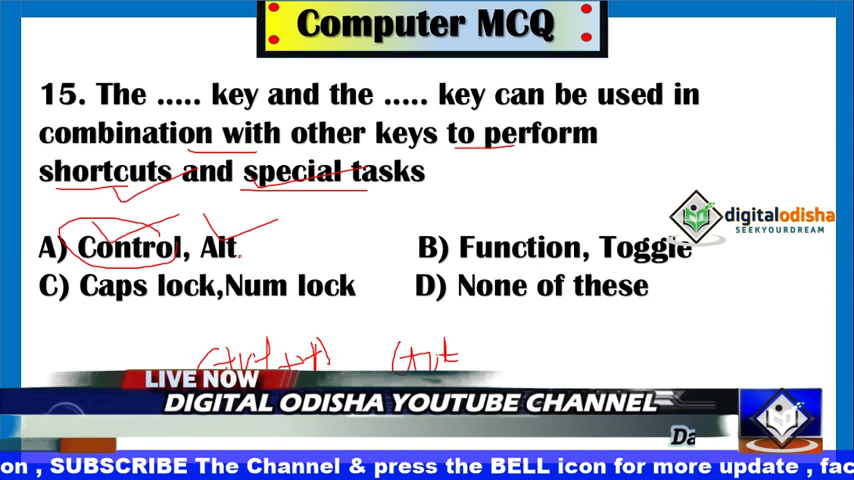 Computer MCQ
15. The ..... key and the ..... key can be used in
combination with other keys to perform
shortcuts and special tasks
A) Control, Alt
B) Function, Toggle
C) Caps lock,Num lock
D) None of these
digitalodisha
SEEKYOURDREAM
LIVE NOW
DIGITAL ODISHA YOUTUBE CHANNEL
on , SUBSCRIBE The Channel & press the BELL icon for more update , fac